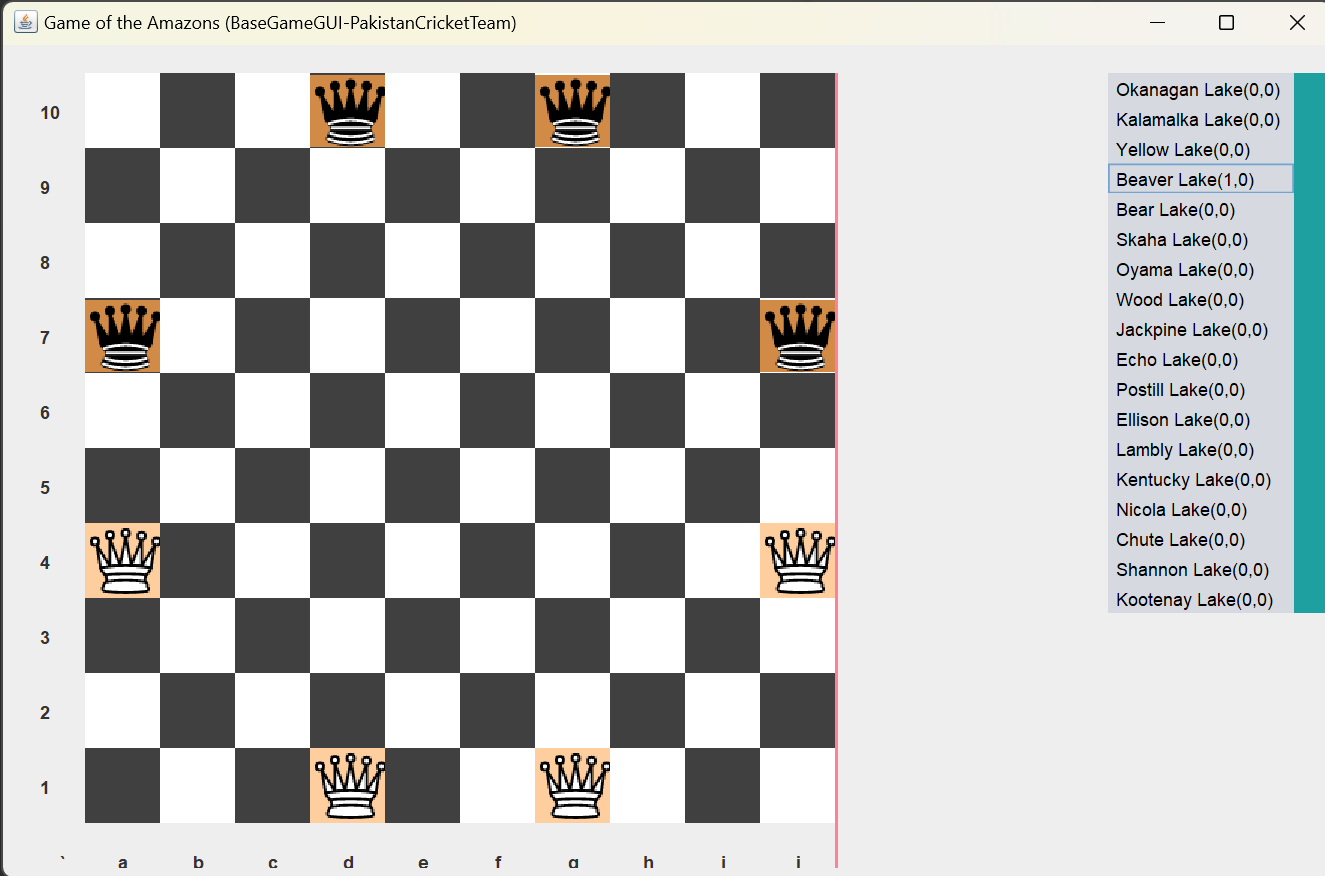 Game of the Amazons (BaseGameGUI-PakistanCricketTeam)
10
9
8
7
6
5
4
3
2
1
` a b c d e f g h i j
Okanagan Lake(0,0)
Kalamalka Lake(0,0)
Yellow Lake(0,0)
Beaver Lake(1,0)
Bear Lake(0,0)
Skaha Lake(0,0)
Oyama Lake(0,0)
Wood Lake(0,0)
Jackpine Lake(0,0)
Echo Lake(0,0)
Postill Lake(0,0)
Ellison Lake(0,0)
Lambly Lake(0,0)
Kentucky Lake(0,0)
Nicola Lake(0,0)
Chute Lake(0,0)
Shannon Lake(0,0)
Kootenay Lake(0,0)